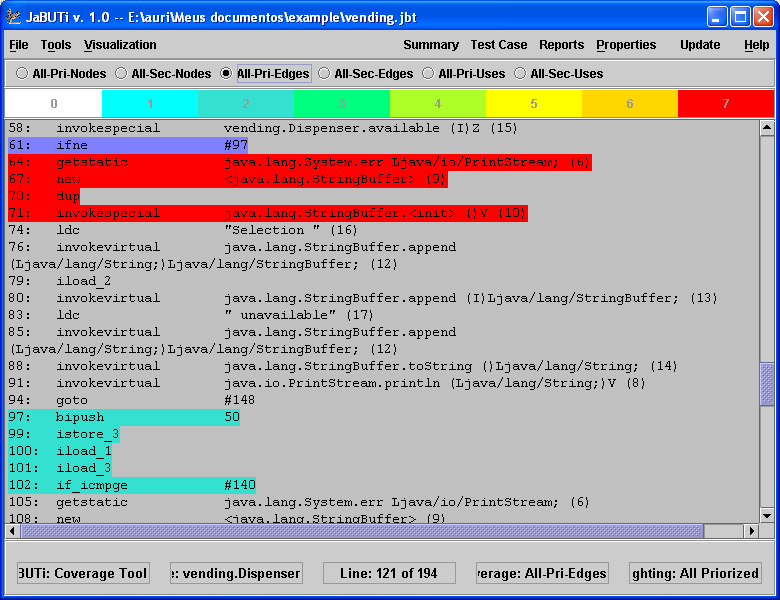 JaBUTi v. 1.0 -- E:\auri\Meus documentos\example\vending.jbt
File Tools Visualization Summary Test Case Reports Properties Update Help
All-Pri-Nodes All-Sec-Nodes All-Pri-Edges All-Sec-Edges All-Pri-Uses All-Sec-Uses
0 1 2 3 4 5 6 7
58: invokespecial vending.Dispenser.available (I)Z (15)
61: ifne #97
64: getstatic java.lang.System.err Ljava/io/PrintStream; (6)
67: new <java.lang.StringBuffer> (9)
70: dup
71: invokespecial java.lang.StringBuffer.<init> ()V (10)
74: ldc "Selection " (16)
76: invokevirtual java.lang.StringBuffer.append
(Ljava/lang/String;)Ljava/lang/StringBuffer; (12)
79: iload_2
80: invokevirtual java.lang.StringBuffer.append (I)Ljava/lang/StringBuffer; (13)
83: ldc " unavailable" (17)
85: invokevirtual java.lang.StringBuffer.append
(Ljava/lang/String;)Ljava/lang/StringBuffer; (12)
88: invokevirtual java.lang.StringBuffer.toString ()Ljava/lang/String; (14)
91: invokevirtual java.io.PrintStream.println (Ljava/lang/String;)V (8)
94: goto #148
97: bipush 50
99: istore_3
100: iload_1
101: iload_3
102: if_icmpge #140
105: getstatic java.lang.System.err Ljava/io/PrintStream; (6)
108: new <java.lang.StringBuffer> (9)
BUTi: Coverage Tool e: vending.Dispenser Line: 121 of 194 verage: All-Pri-Edges ghting: All Priorized